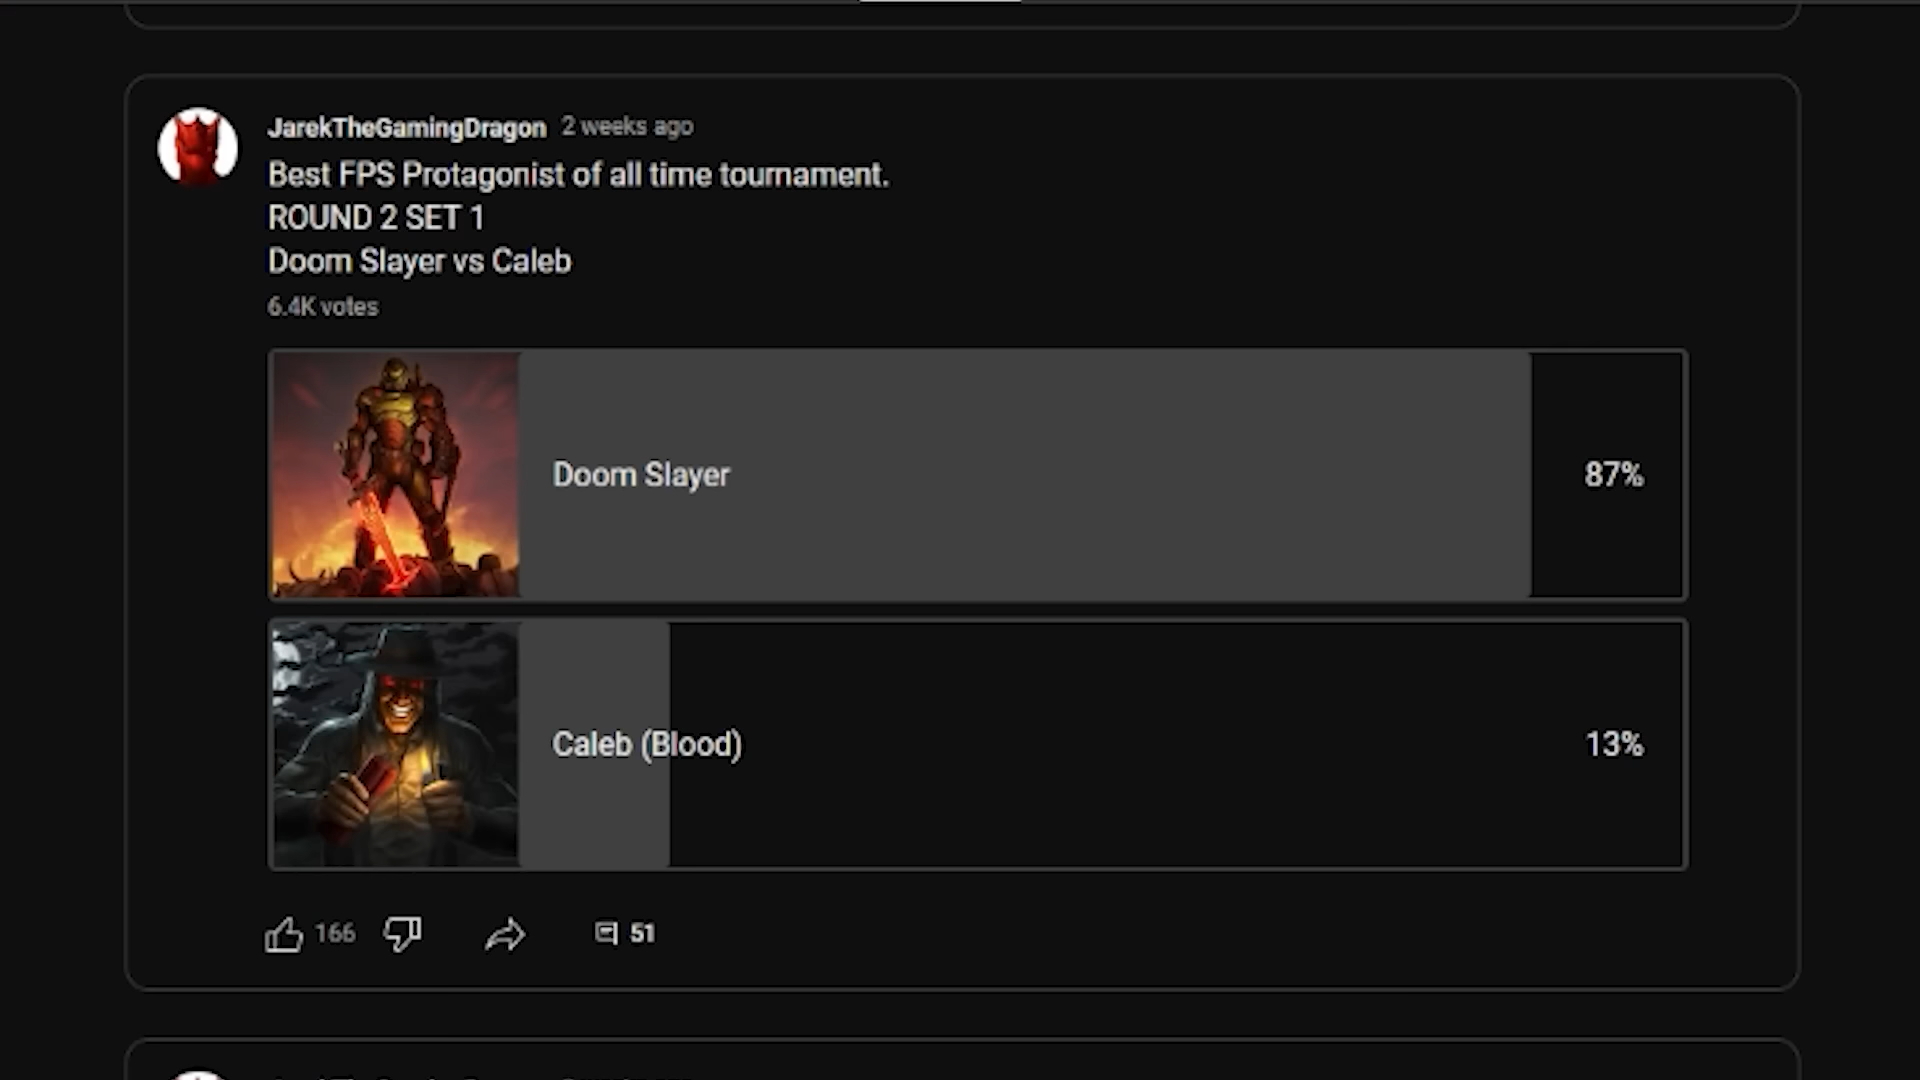 JarekTheGamingDragon 2 weeks ago
Best FPS Protagonist of all time tournament.
ROUND 2 SET 1
Doom Slayer vs Caleb
6.4K votes
Doom Slayer 87%
Caleb (Blood) 13%
166 51